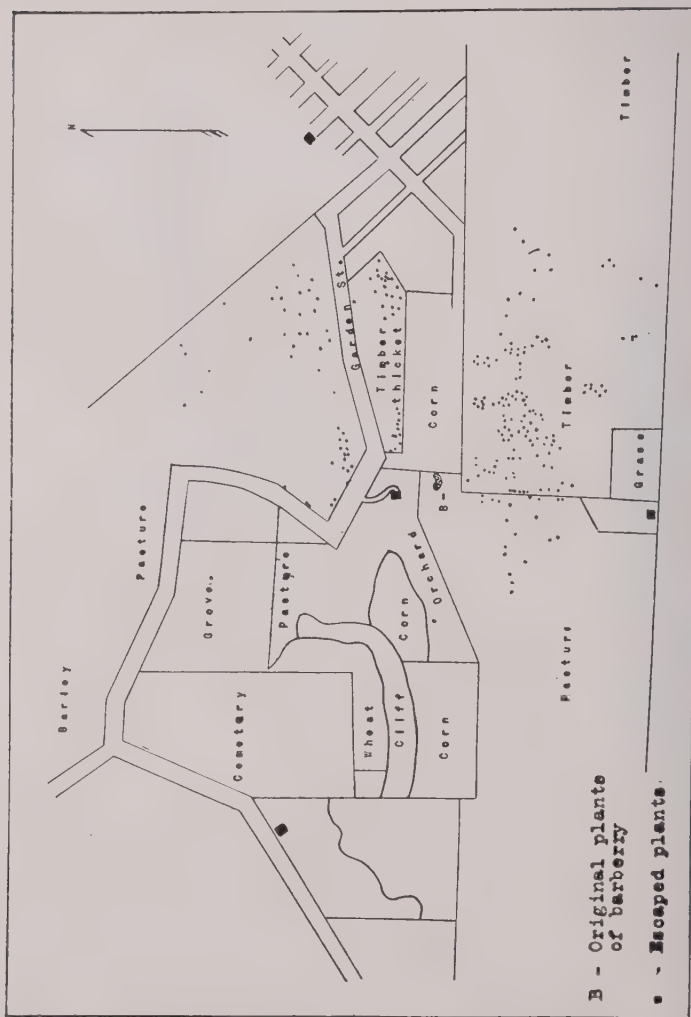 N
Barley
Pasture
Grove
Cemetary
Pasture
Garden St.
Timber
thicket
Wheat
Cliff
Corn
Corn
Corn
Orchard
B-
Pasture
Timber
Grass
Timber
B - Original plants
of barberry
• - Escaped plants.